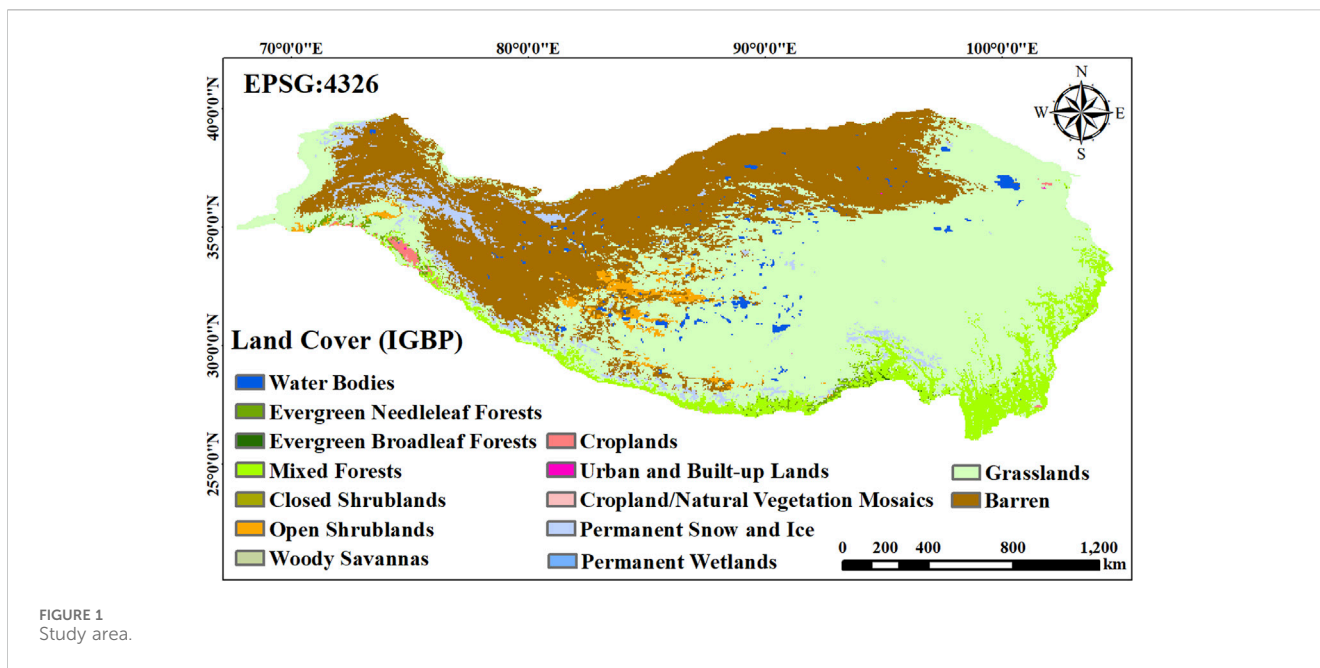 70°0'0"E 80°0'0"E 90°0'0"E 100°0'0"E
EPSG:4326
N
W E
S
40°0'0"N
35°0'0"N
30°0'0"N
25°0'0"N
Land Cover (IGBP)
Water Bodies
Evergreen Needleleaf Forests
Evergreen Broadleaf Forests
Mixed Forests
Closed Shrublands
Open Shrublands
Woody Savannas
Croplands
Urban and Built-up Lands
Cropland/Natural Vegetation Mosaics
Permanent Snow and Ice
Permanent Wetlands
Grasslands
Barren
0 200 400 800 1,200
km
FIGURE 1
Study area.